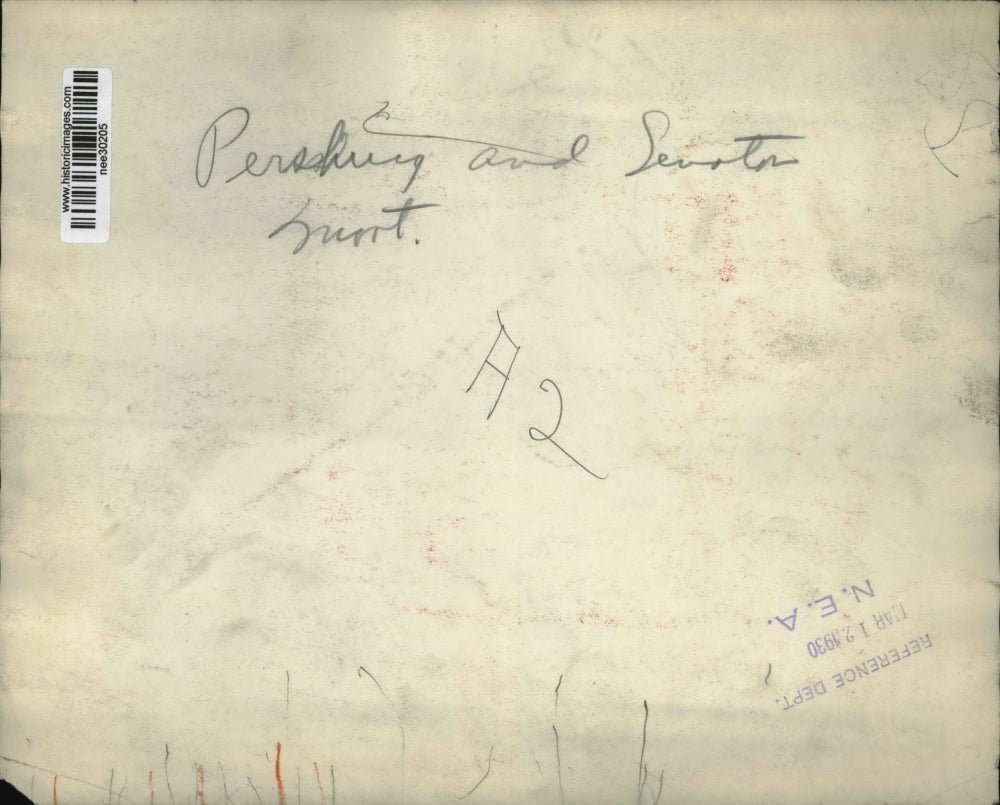 www.historicimages.com
nee30205
Pershing and Senator
Smoot.
A2
REFERENCE DEPT.
MAR 12 1930
N.E.A.